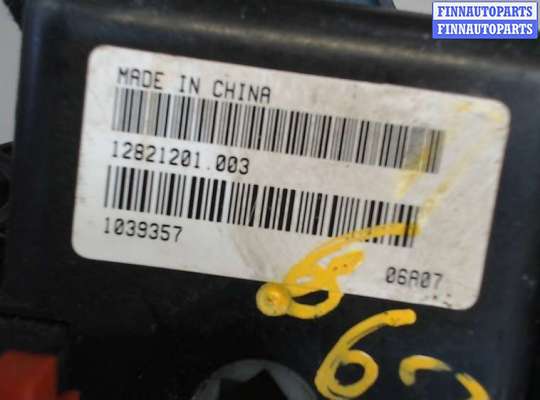 FINNAUTOPARTS
FINNAUTOPARTS
MADE IN CHINA
12821201.003
1039357
06A07